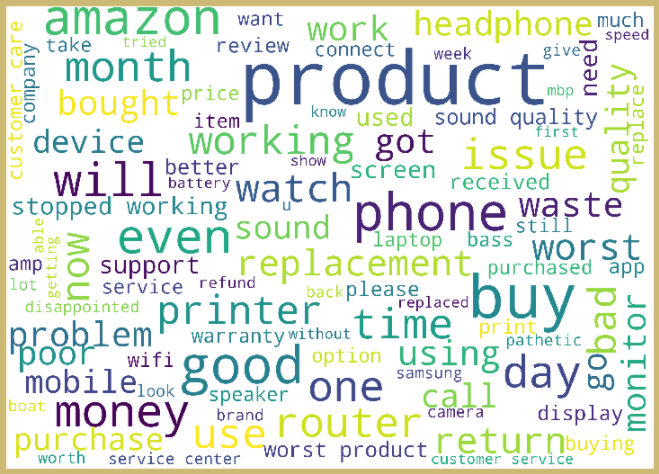 amazon
want
work
headphone
much
speed
customer care
company
take
tried
review
connect
week
give
need
month
product
mbp
bought
price
know
used
sound quality
first
quality
replace
item
device
working
got
issue
better
show
screen
battery
received
will
watch
phone
waste
stopped working
u
still
even
sound
laptop
bass
worst
able
getting
now
amp
support
replacement
purchased
app
lot
service
refund
back
please
replaced
buy
disappointed
printer
time
print
pathetic
bad
monitor
problem
warranty
without
poor
wifi
good
option
using
day
go
mobile
look
speaker
one
samsung
call
boat
money
brand
router
camera
display
purchase
use
return
buying
worth
service center
worst product
customer service